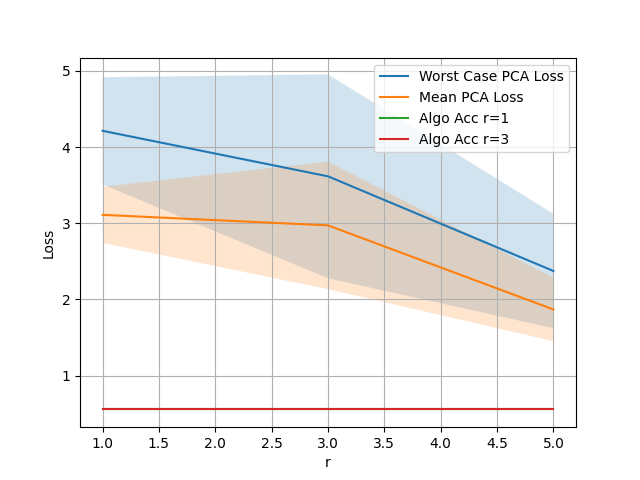 Worst Case PCA Loss
Mean PCA Loss
Algo Acc r=1
Algo Acc r=3
5
4
3
2
1
Loss
1.0 1.5 2.0 2.5 3.0 3.5 4.0 4.5 5.0
r